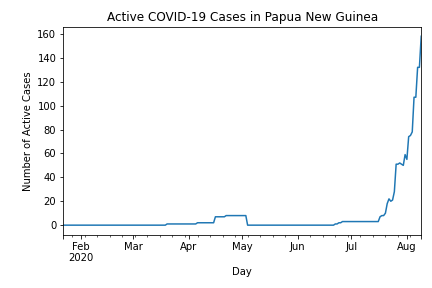 Active COVID-19 Cases in Papua New Guinea
Number of Active Cases
160
140
120
100
80
60
40
20
0
Feb Mar Apr May Jun Jul Aug
2020
Day